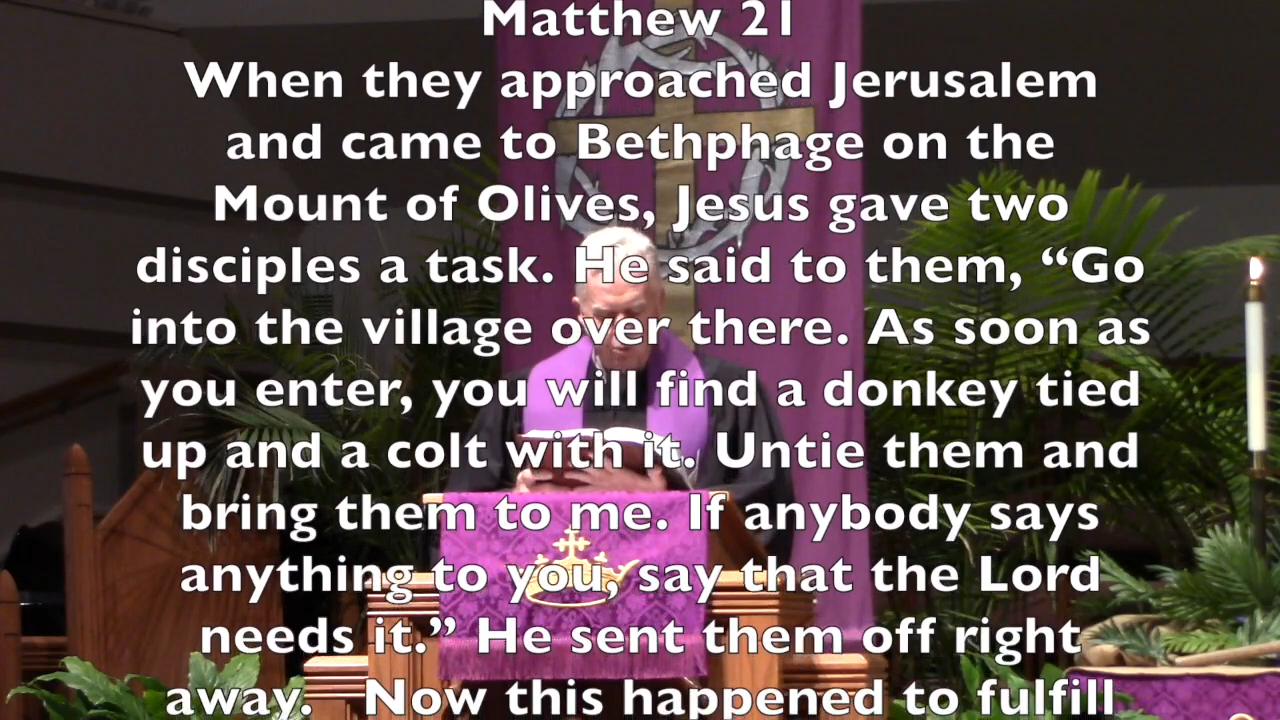 Matthew 21
When they approached Jerusalem
and came to Bethphage on the
Mount of Olives, Jesus gave two
disciples a task. He said to them, “Go
into the village over there. As soon as
you enter, you will find a donkey tied
up and a colt with it. Untie them and
bring them to me. If anybody says
anything to you, say that the Lord
needs it.” He sent them off right
away. Now this happened to fulfill